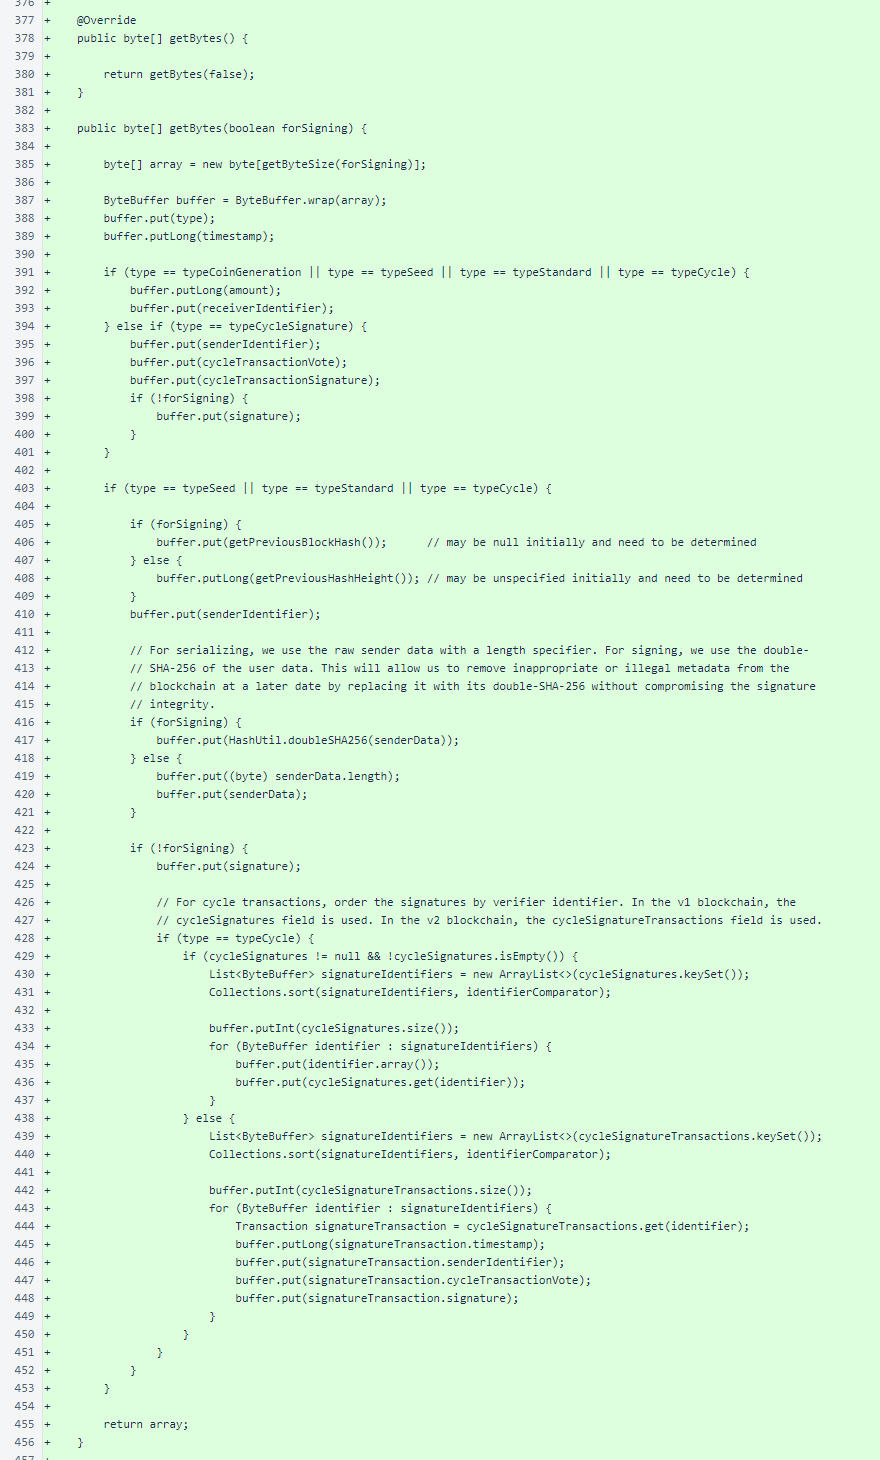 376 +
377 +    @Override
378 +    public byte[] getBytes() {
379 +
380 +        return getBytes(false);
381 +    }
382 +
383 +    public byte[] getBytes(boolean forSigning) {
384 +
385 +        byte[] array = new byte[getByteSize(forSigning)];
386 +
387 +        ByteBuffer buffer = ByteBuffer.wrap(array);
388 +        buffer.put(type);
389 +        buffer.putLong(timestamp);
390 +
391 +        if (type == typeCoinGeneration || type == typeSeed || type == typeStandard || type == typeCycle) {
392 +            buffer.putLong(amount);
393 +            buffer.put(receiverIdentifier);
394 +        } else if (type == typeCycleSignature) {
395 +            buffer.put(senderIdentifier);
396 +            buffer.put(cycleTransactionVote);
397 +            buffer.put(cycleTransactionSignature);
398 +            if (!forSigning) {
399 +                buffer.put(signature);
400 +            }
401 +        }
402 +
403 +        if (type == typeSeed || type == typeStandard || type == typeCycle) {
404 +
405 +            if (forSigning) {
406 +                buffer.put(getPreviousBlockHash());      // may be null initially and need to be determined
407 +            } else {
408 +                buffer.putLong(getPreviousHashHeight()); // may be unspecified initially and need to be determined
409 +            }
410 +            buffer.put(senderIdentifier);
411 +
412 +            // For serializing, we use the raw sender data with a length specifier. For signing, we use the double-
413 +            // SHA-256 of the user data. This will allow us to remove inappropriate or illegal metadata from the
414 +            // blockchain at a later date by replacing it with its double-SHA-256 without compromising the signature
415 +            // integrity.
416 +            if (forSigning) {
417 +                buffer.put(HashUtil.doubleSHA256(senderData));
418 +            } else {
419 +                buffer.put((byte) senderData.length);
420 +                buffer.put(senderData);
421 +            }
422 +
423 +            if (!forSigning) {
424 +                buffer.put(signature);
425 +
426 +                // For cycle transactions, order the signatures by verifier identifier. In the v1 blockchain, the
427 +                // cycleSignatures field is used. In the v2 blockchain, the cycleSignatureTransactions field is used.
428 +                if (type == typeCycle) {
429 +                    if (cycleSignatures != null && !cycleSignatures.isEmpty()) {
430 +                        List<ByteBuffer> signatureIdentifiers = new ArrayList<>(cycleSignatures.keySet());
431 +                        Collections.sort(signatureIdentifiers, identifierComparator);
432 +
433 +                        buffer.putInt(cycleSignatures.size());
434 +                        for (ByteBuffer identifier : signatureIdentifiers) {
435 +                            buffer.put(identifier.array());
436 +                            buffer.put(cycleSignatures.get(identifier));
437 +                        }
438 +                    } else {
439 +                        List<ByteBuffer> signatureIdentifiers = new ArrayList<>(cycleSignatureTransactions.keySet());
440 +                        Collections.sort(signatureIdentifiers, identifierComparator);
441 +
442 +                        buffer.putInt(cycleSignatureTransactions.size());
443 +                        for (ByteBuffer identifier : signatureIdentifiers) {
444 +                            Transaction signatureTransaction = cycleSignatureTransactions.get(identifier);
445 +                            buffer.putLong(signatureTransaction.timestamp);
446 +                            buffer.put(signatureTransaction.senderIdentifier);
447 +                            buffer.put(signatureTransaction.cycleTransactionVote);
448 +                            buffer.put(signatureTransaction.signature);
449 +                        }
450 +                    }
451 +                }
452 +            }
453 +        }
454 +
455 +        return array;
456 +    }
457 +